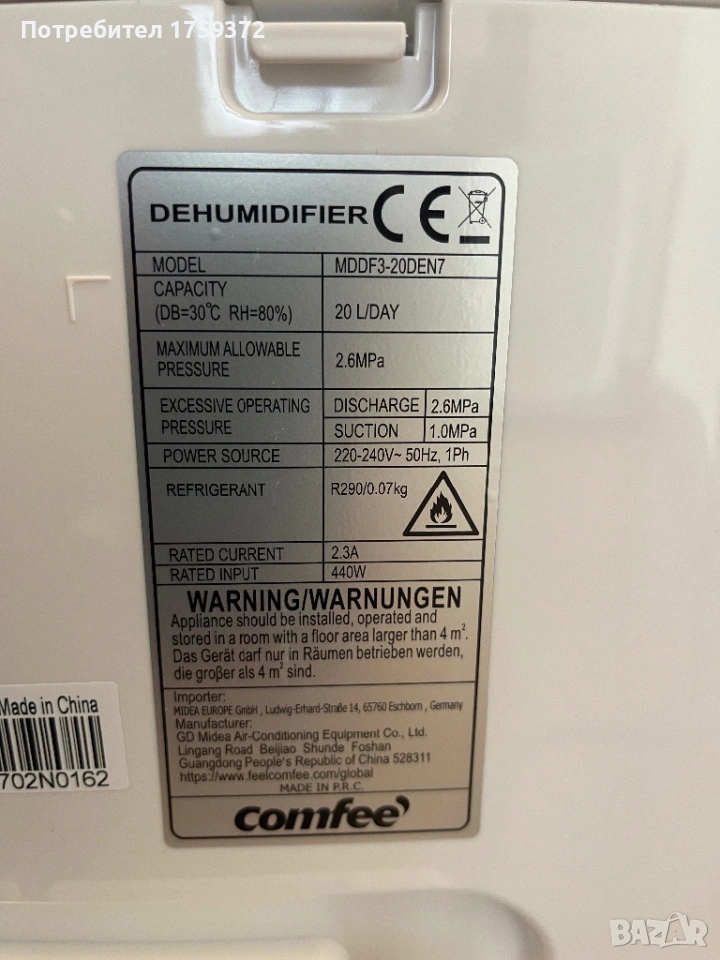 Потребител 1759372
DEHUMIDIFIER CE
MODEL MDDF3-20DEN7
CAPACITY
(DB=30℃ RH=80%) 20 L/DAY
MAXIMUM ALLOWABLE
PRESSURE 2.6MPa
EXCESSIVE OPERATING
PRESSURE
DISCHARGE 2.6MPa
SUCTION 1.0MPa
POWER SOURCE 220-240V~ 50Hz, 1Ph
REFRIGERANT R290/0.07kg
RATED CURRENT 2.3A
RATED INPUT 440W
WARNING/WARNUNGEN
Appliance should be installed, operated and
stored in a room with a floor area larger than 4 m².
Das Gerät darf nur in Räumen betrieben werden,
die großer als 4 m² sind.
Importer:
MIDEA EUROPE GmbH , Ludwig-Erhard-Straße 14, 65760 Eschborn , Germany
Manufacturer:
GD Midea Air-Conditioning Equipment Co., Ltd.
Lingang Road Beijiao Shunde Foshan
Guangdong People's Republic of China 528311
https://www.feelcomfee.com/global
MADE IN P.R.C.
comfee
Made in China
702N0162
BAZAR